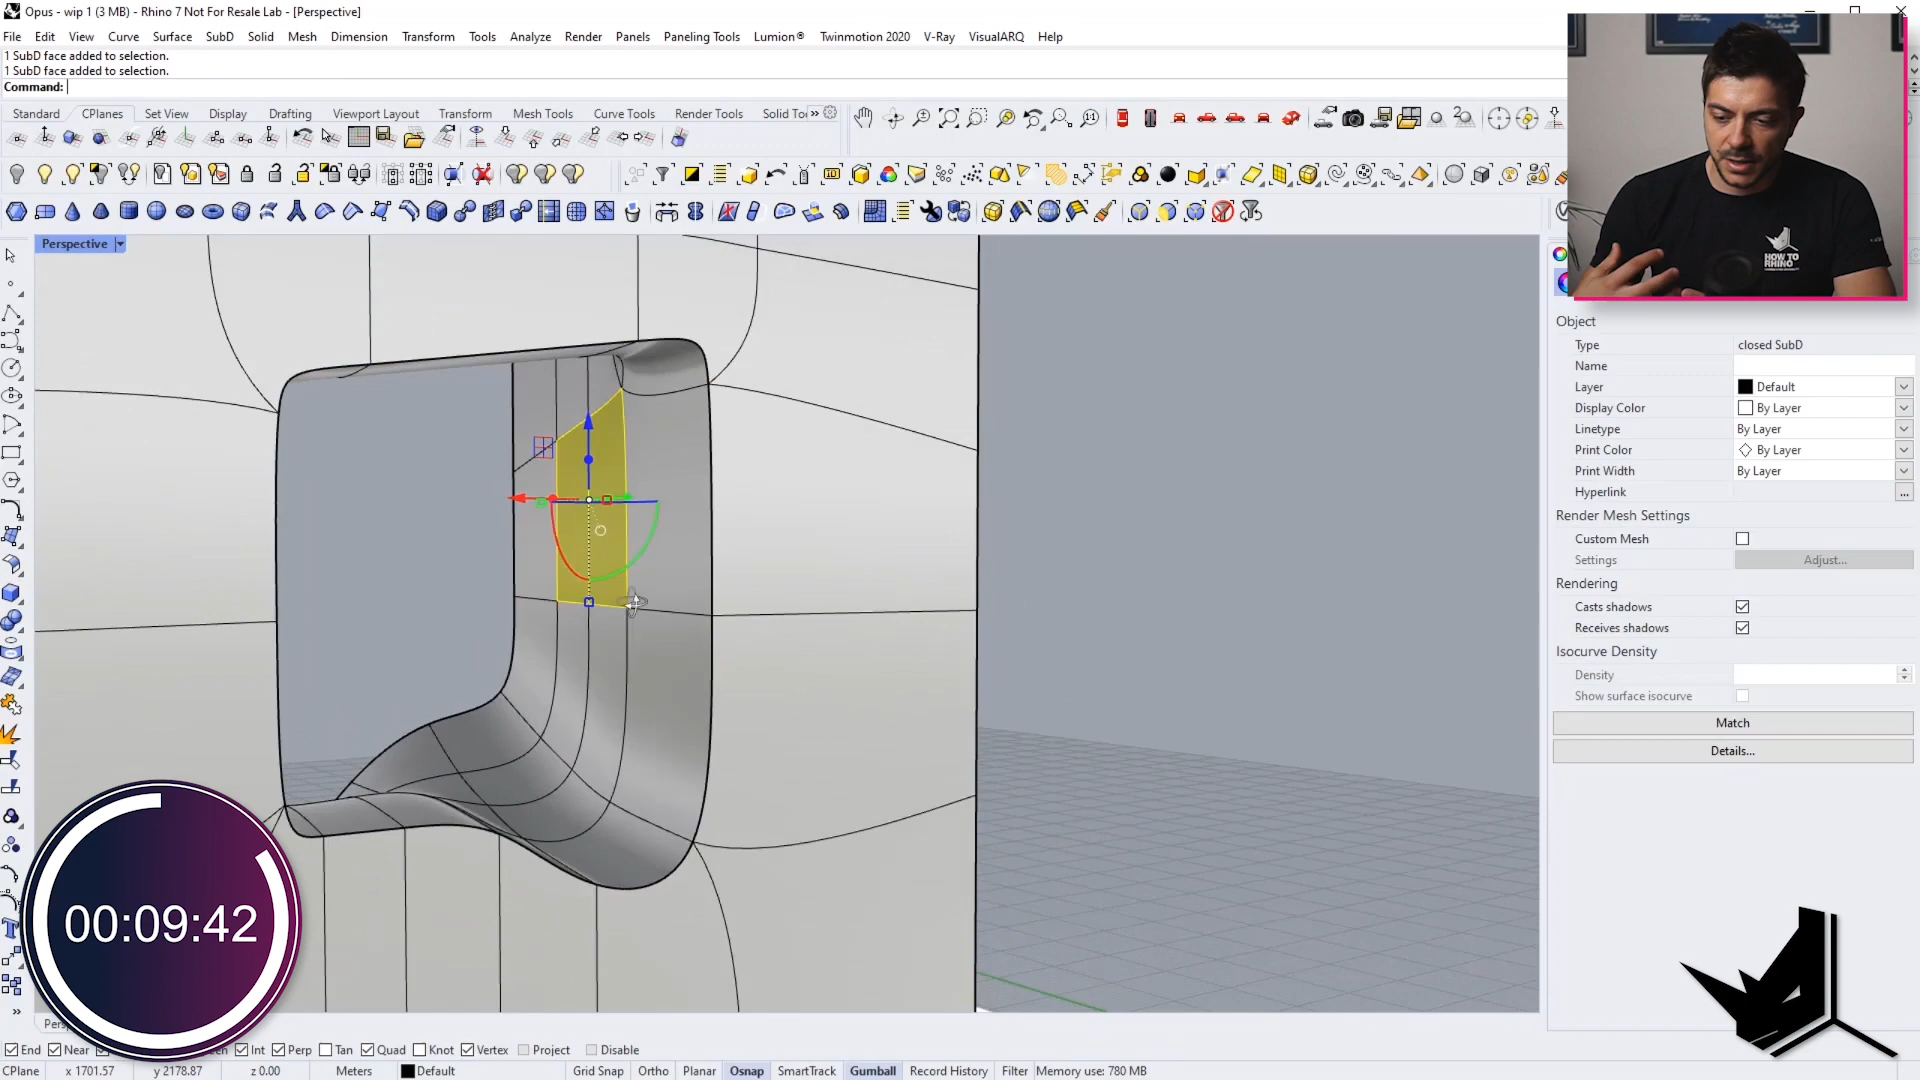 Opus - wip 1 (3 MB) - Rhino 7 Not For Resale Lab - [Perspective]
File Edit View Curve Surface SubD Solid Mesh Dimension Transform Tools Analyze Render Panels Paneling Tools Lumion® Twinmotion 2020 V-Ray VisualARQ Help
1 SubD face added to selection.
1 SubD face added to selection.
Command:
Standard CPlanes Set View Display Drafting Viewport Layout Transform Mesh Tools Curve Tools Render Tools Solid To
HOW TO
RHINO
Perspective
Object
Type closed SubD
Name
Layer Default
Display Color By Layer
Linetype By Layer
Print Color By Layer
Print Width By Layer
Hyperlink ...
Render Mesh Settings
Custom Mesh
Settings Adjust...
Rendering
Casts shadows
Receives shadows
Isocurve Density
Density
Show surface isocurve
Match
Details...
00:09:42
End Near Int Perp Tan Quad Knot Vertex Project Disable
CPlane x 1701.57 y 2178.87 z 0.00 Meters Default Grid Snap Ortho Planar Osnap SmartTrack Gumball Record History Filter Memory use: 780 MB